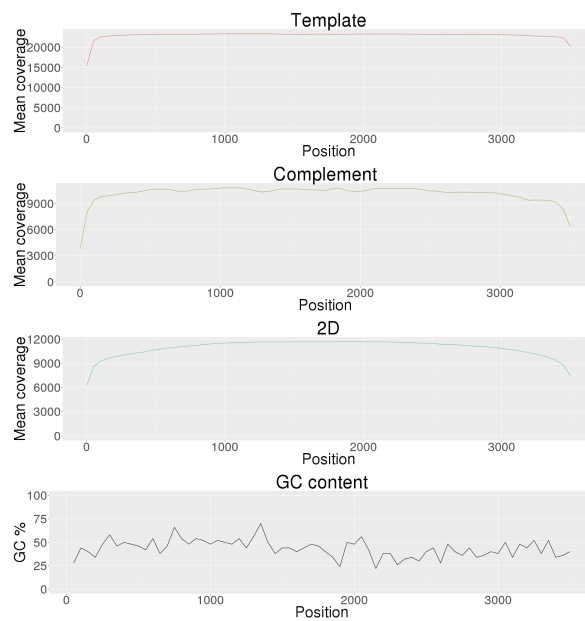 Template
Mean coverage
20000
15000
10000
5000
0
0 1000 2000 3000
Position
Complement
Mean coverage
9000
6000
3000
0
0 1000 2000 3000
Position
2D
Mean coverage
12000
9000
6000
3000
0
0 1000 2000 3000
Position
GC content
GC %
100
75
50
25
0
0 1000 2000 3000
Position